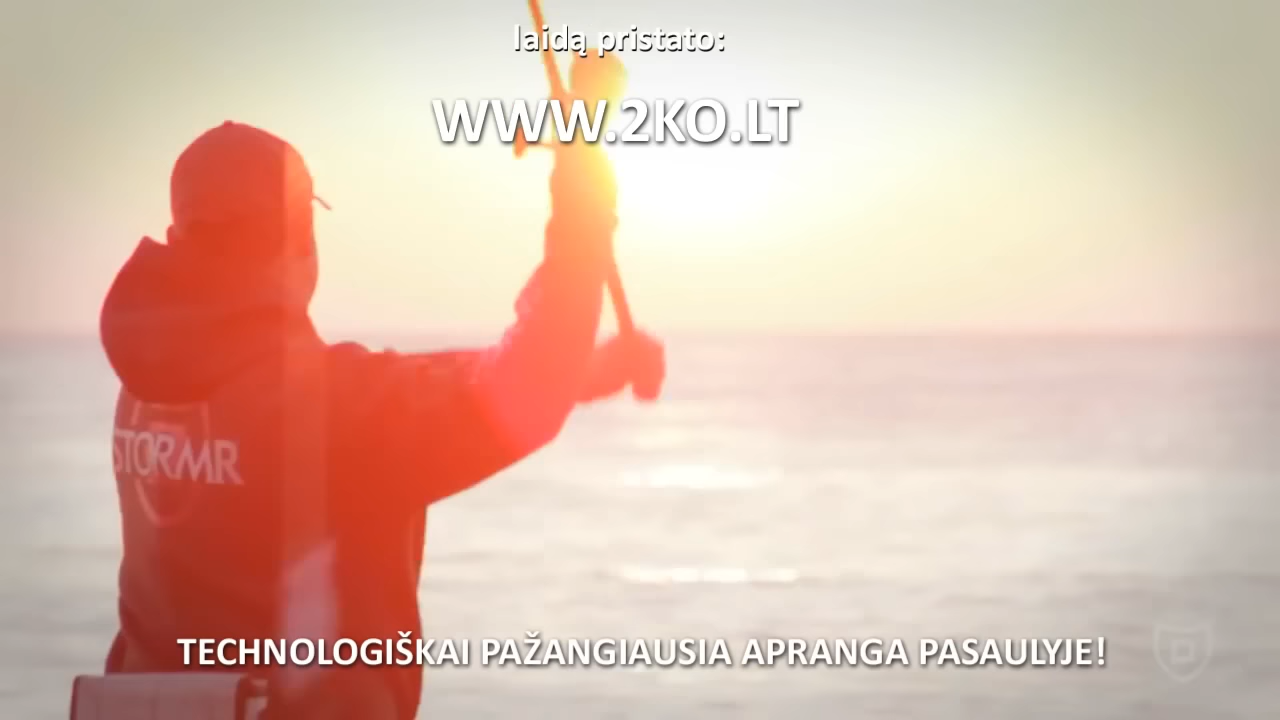 laidą pristato:
WWW.2KO.LT
STORMR
TECHNOLOGIŠKAI PAŽANGIAUSIA APRANGA PASAULYJE!